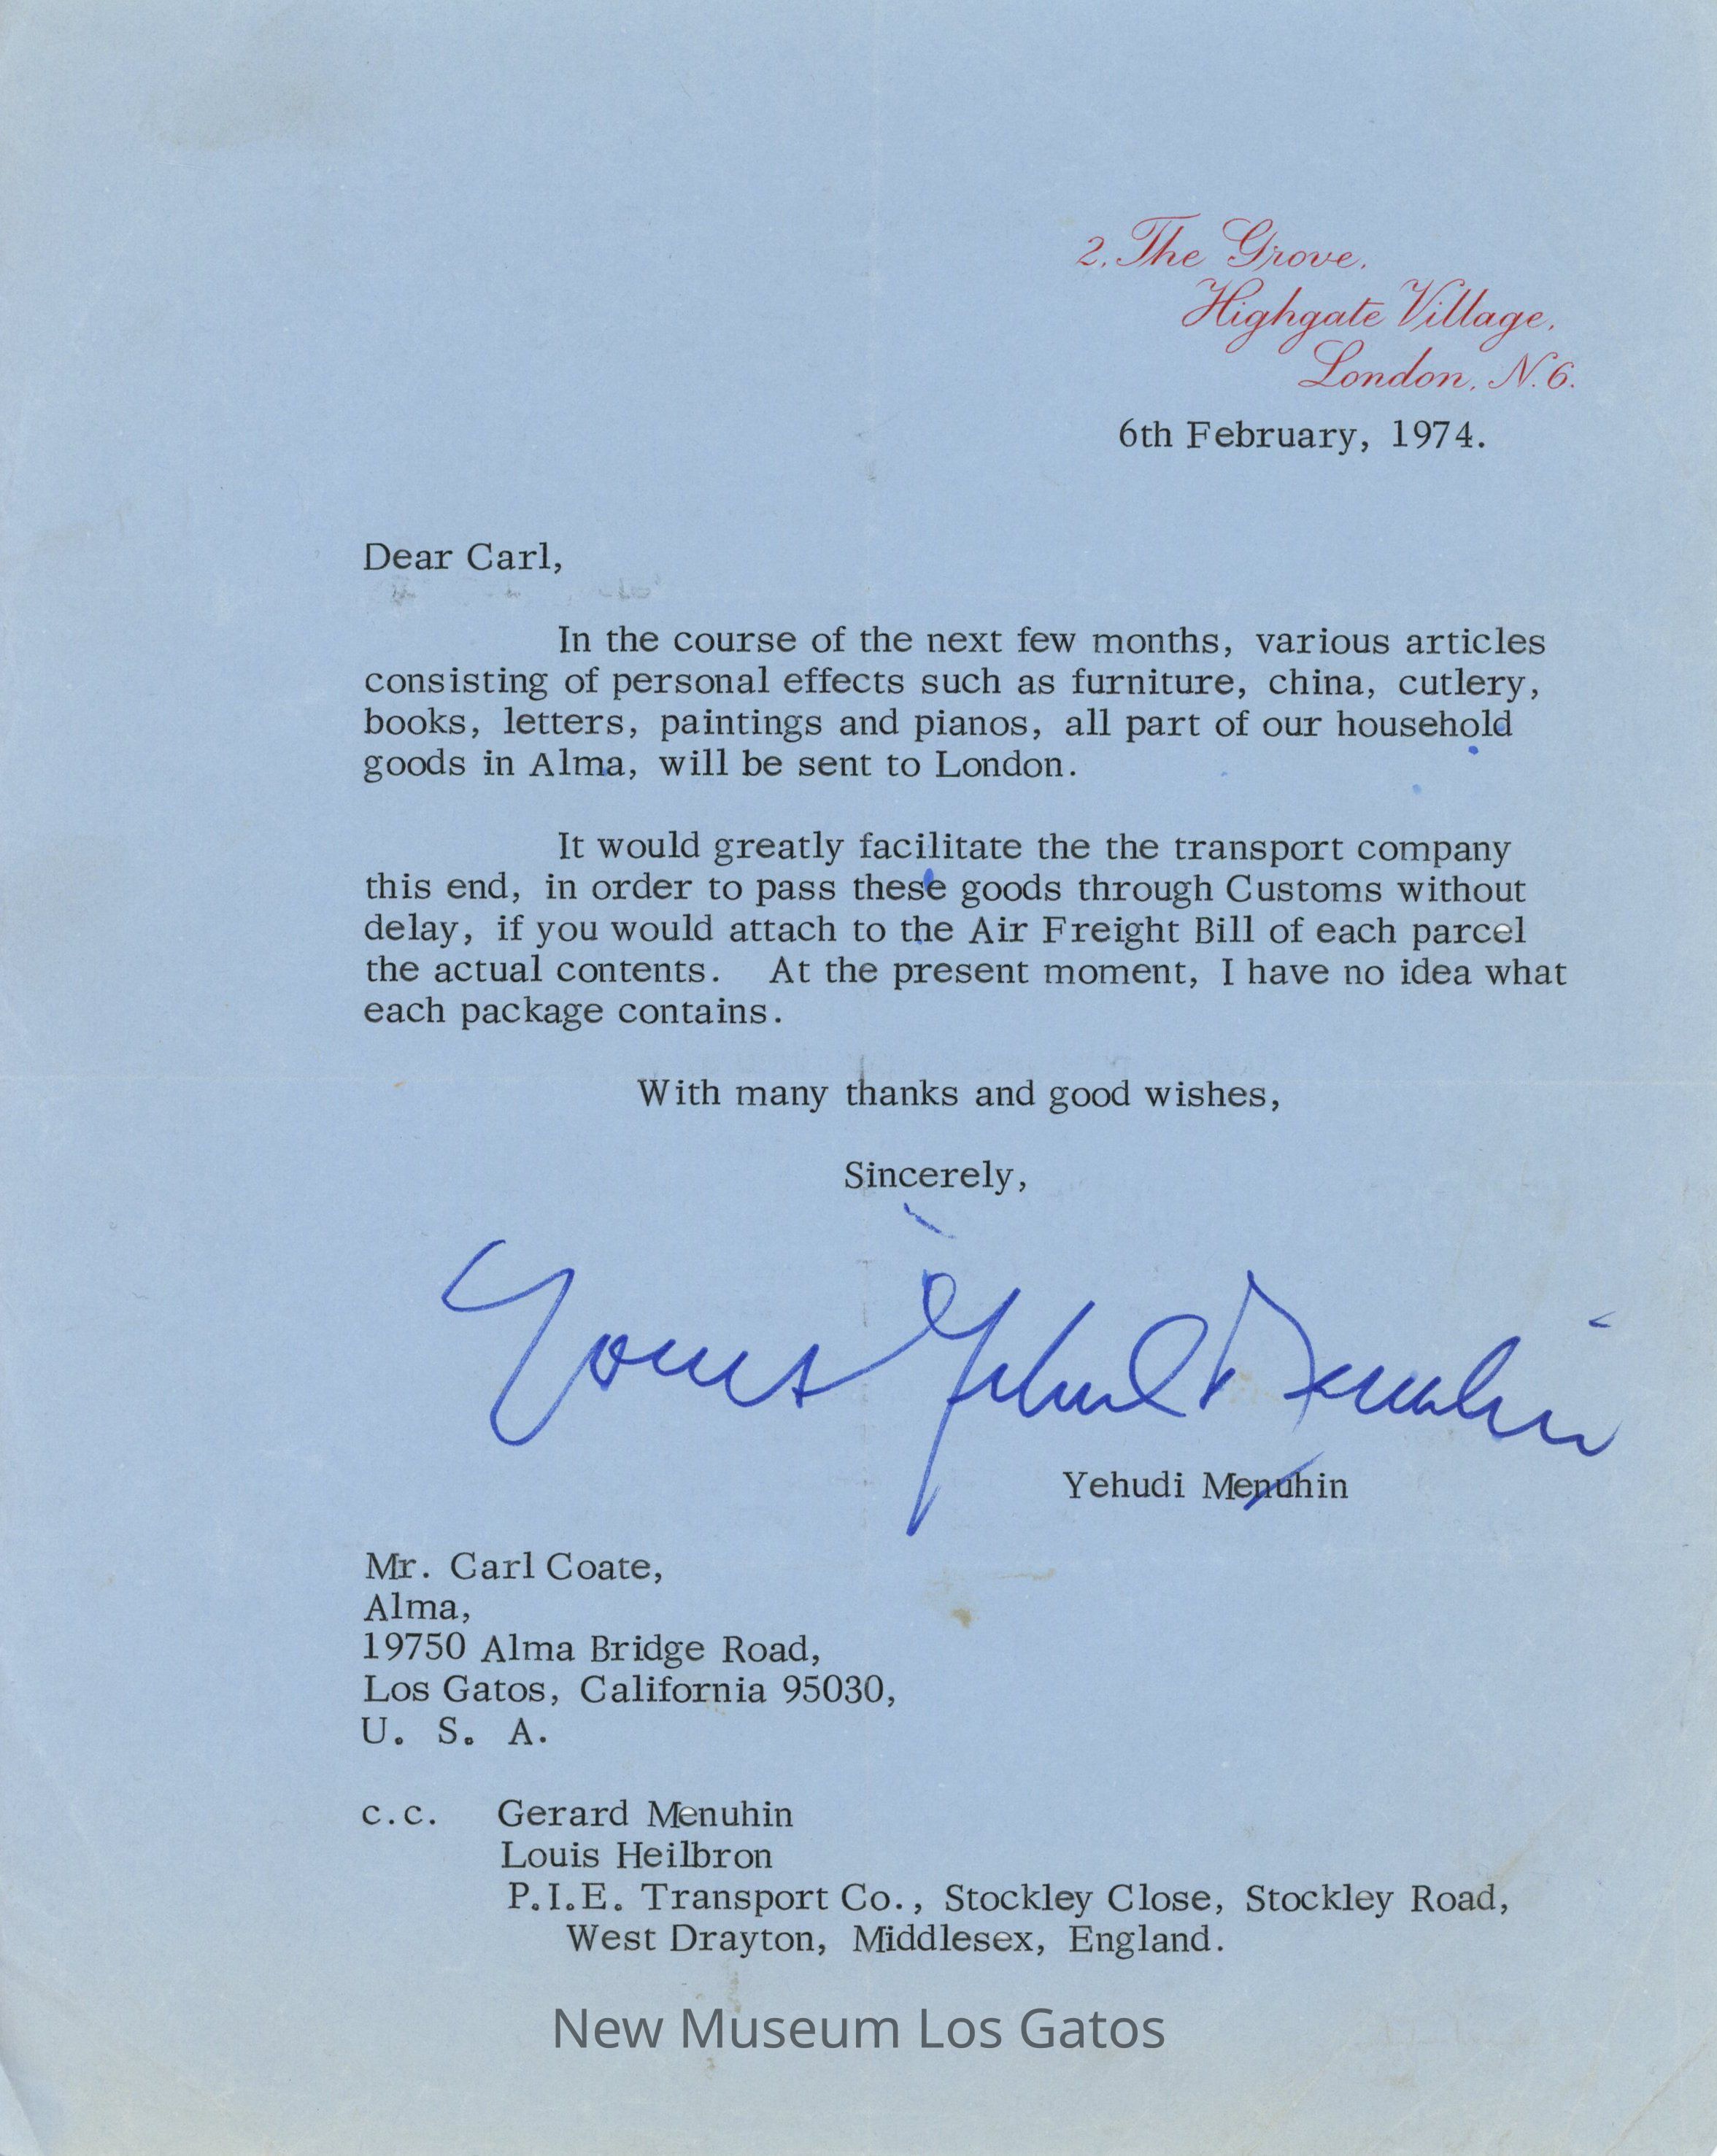 2, The Grove,
Highgate Village,
London, N.6.
6th February, 1974.
Dear Carl,
In the course of the next few months, various articles
consisting of personal effects such as furniture, china, cutlery,
books, letters, paintings and pianos, all part of our household
goods in Alma, will be sent to London.
It would greatly facilitate the the transport company
this end, in order to pass these goods through Customs without
delay, if you would attach to the Air Freight Bill of each parcel
the actual contents. At the present moment, I have no idea what
each package contains.
With many thanks and good wishes,
Sincerely,
Yours Yehudi Menuhin
Yehudi Menuhin
Mr. Carl Coate,
Alma,
19750 Alma Bridge Road,
Los Gatos, California 95030,
U. S. A.
c.c. Gerard Menuhin
Louis Heilbron
P.I.E. Transport Co., Stockley Close, Stockley Road,
West Drayton, Middlesex, England.
New Museum Los Gatos